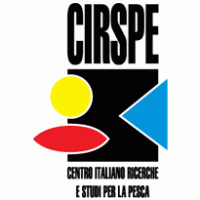 CIRSPE
CENTRO ITALIANO RICERCHE
E STUDI PER LA PESCA